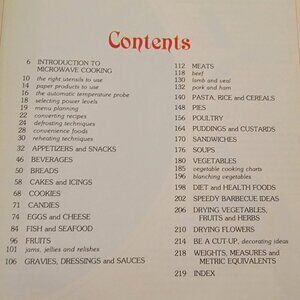 Contents
6 INTRODUCTION TO
MICROWAVE COOKING
10 the right utensils to use
14 paper products to use
16 the automatic temperature probe
18 selecting power levels
19 menu planning
22 converting recipes
24 defrosting techniques
28 convenience foods
30 reheating techniques
32 APPETIZERS and SNACKS
46 BEVERAGES
50 BREADS
58 CAKES and ICINGS
68 COOKIES
71 CANDIES
74 EGGS and CHEESE
84 FISH and SEAFOOD
96 FRUITS
101 jams, jellies and relishes
106 GRAVIES, DRESSINGS and SAUCES
112 MEATS
118 beef
130 lamb and veal
132 pork and ham
140 PASTA, RICE and CEREALS
148 PIES
156 POULTRY
164 PUDDINGS and CUSTARDS
170 SANDWICHES
176 SOUPS
180 VEGETABLES
185 vegetable cooking charts
196 blanching vegetables
198 DIET and HEALTH FOODS
202 SPEEDY BARBECUE IDEAS
206 DRYING VEGETABLES,
FRUITS and HERBS
210 DRYING FLOWERS
214 BE A CUT-UP, decorating ideas
218 WEIGHTS, MEASURES and
METRIC EQUIVALENTS
219 INDEX